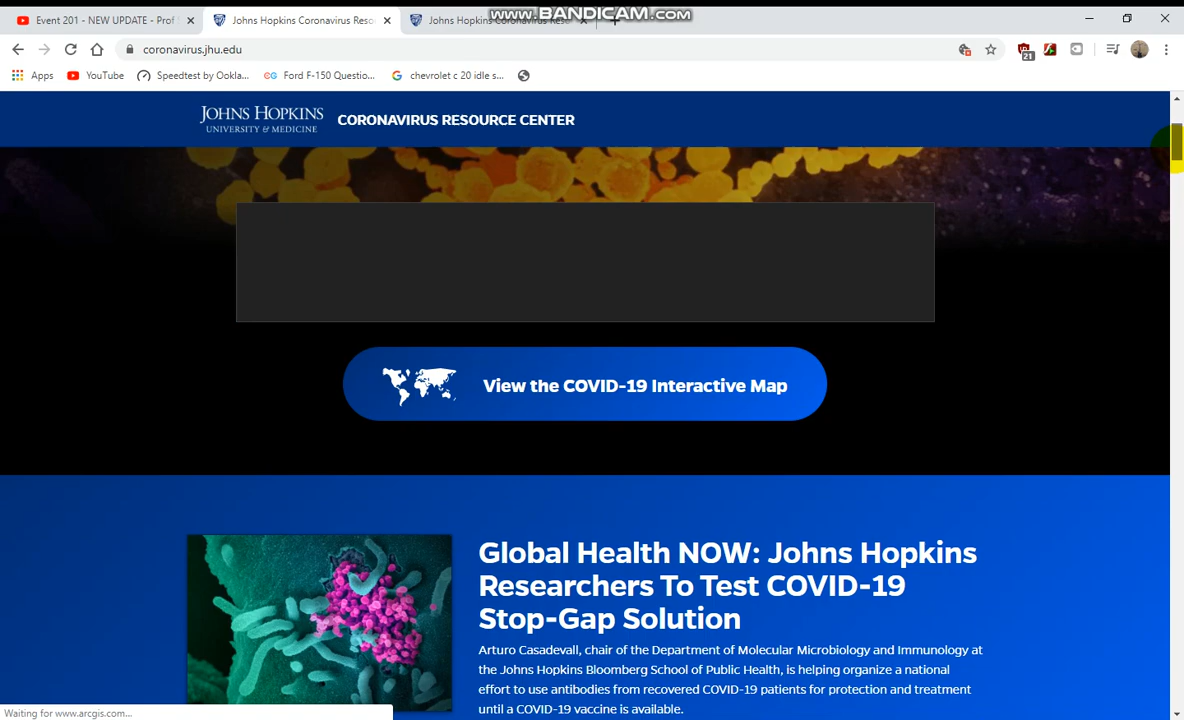 www.BANDICAM.com
Event 201 - NEW UPDATE - Prof
Johns Hopkins Coronavirus Reso
Johns Hopkins Coronavirus Rese
coronavirus.jhu.edu
21
Apps
YouTube
Speedtest by Ookla...
Ford F-150 Questio...
chevrolet c 20 idle s...
JOHNS HOPKINS
UNIVERSITY & MEDICINE
CORONAVIRUS RESOURCE CENTER
View the COVID-19 Interactive Map
Global Health NOW: Johns Hopkins
Researchers To Test COVID-19
Stop-Gap Solution
Arturo Casadevall, chair of the Department of Molecular Microbiology and Immunology at
the Johns Hopkins Bloomberg School of Public Health, is helping organize a national
effort to use antibodies from recovered COVID-19 patients for protection and treatment
until a COVID-19 vaccine is available.
Waiting for www.arcgis.com...